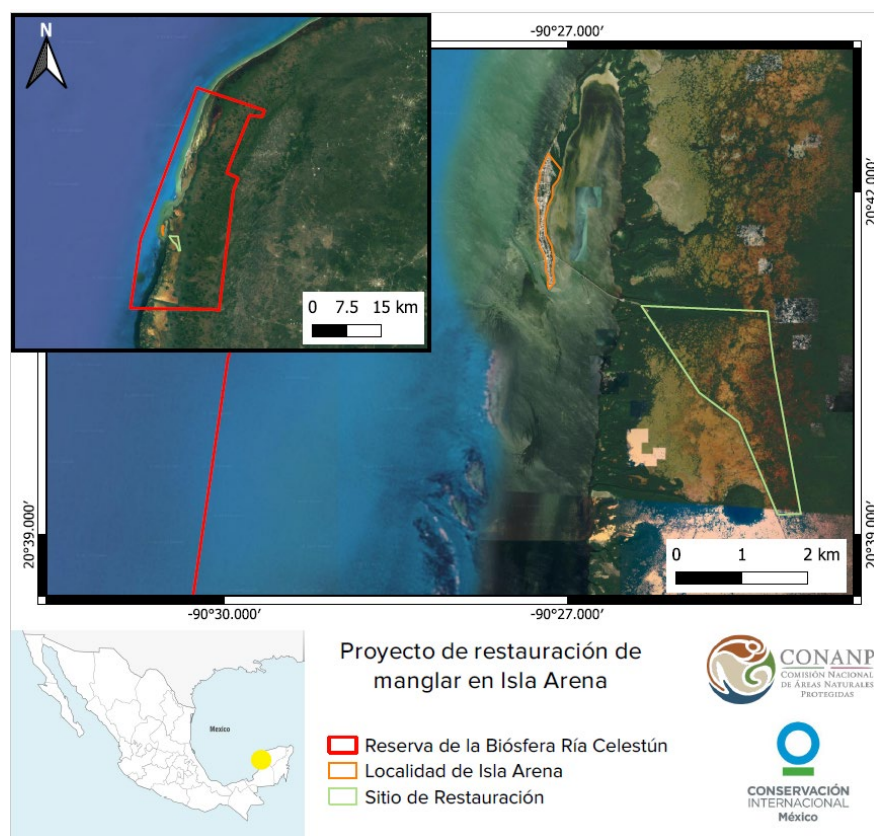 N
0 7.5 15 km
-90°27.000′
20°42.000′
20°42.000′
20°39.000′
20°39.000′
0 1 2 km
-90°30.000′
-90°27.000′
Mexico
Proyecto de restauración de
manglar en Isla Arena
Reserva de la Biósfera Ría Celestún
Localidad de Isla Arena
Sitio de Restauración
CONANP
COMISIÓN NACIONAL
DE ÁREAS NATURALES
PROTEGIDAS
CONSERVACIÓN
INTERNACIONAL
México